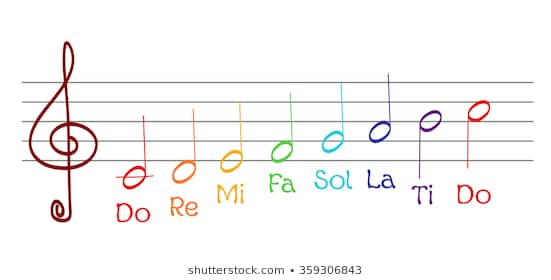 Do Re Mi Fa Sol La Ti Do
shutterstock.com • 359306843